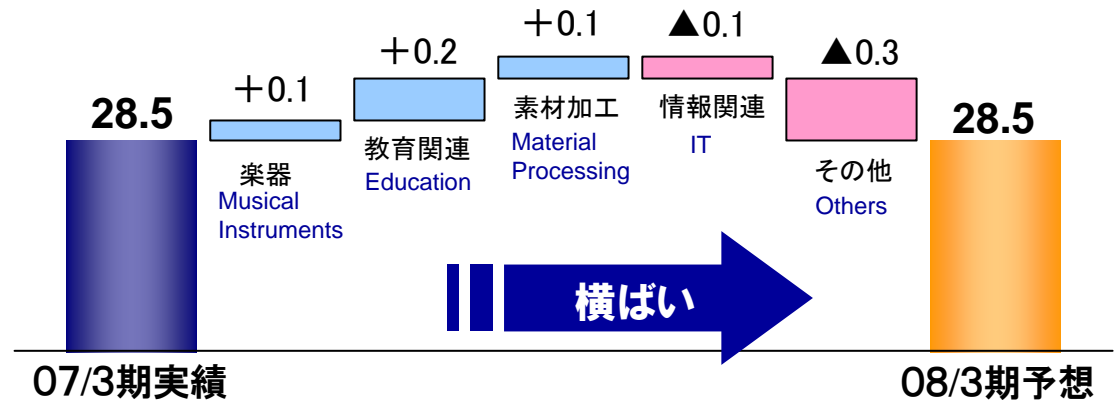 28.5
+0.1
楽器
Musical
Instruments
+0.2
教育関連
Education
+0.1
素材加工
Material
Processing
▲0.1
情報関連
IT
▲0.3
その他
Others
28.5
横ばい
07/3期実績
08/3期予想